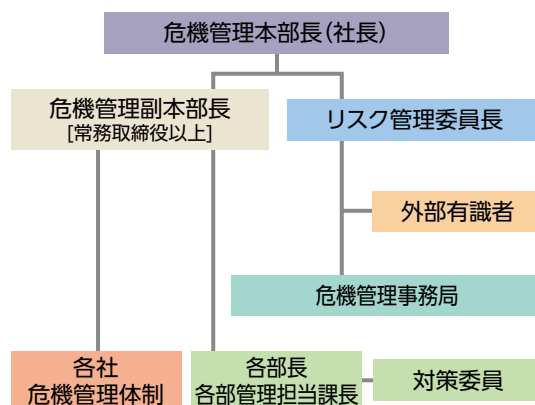 危機管理本部長(社長)
危機管理副本部長
[常務取締役以上]
リスク管理委員長
外部有識者
危機管理事務局
各社
危機管理体制
各部長
各部管理担当課長
対策委員